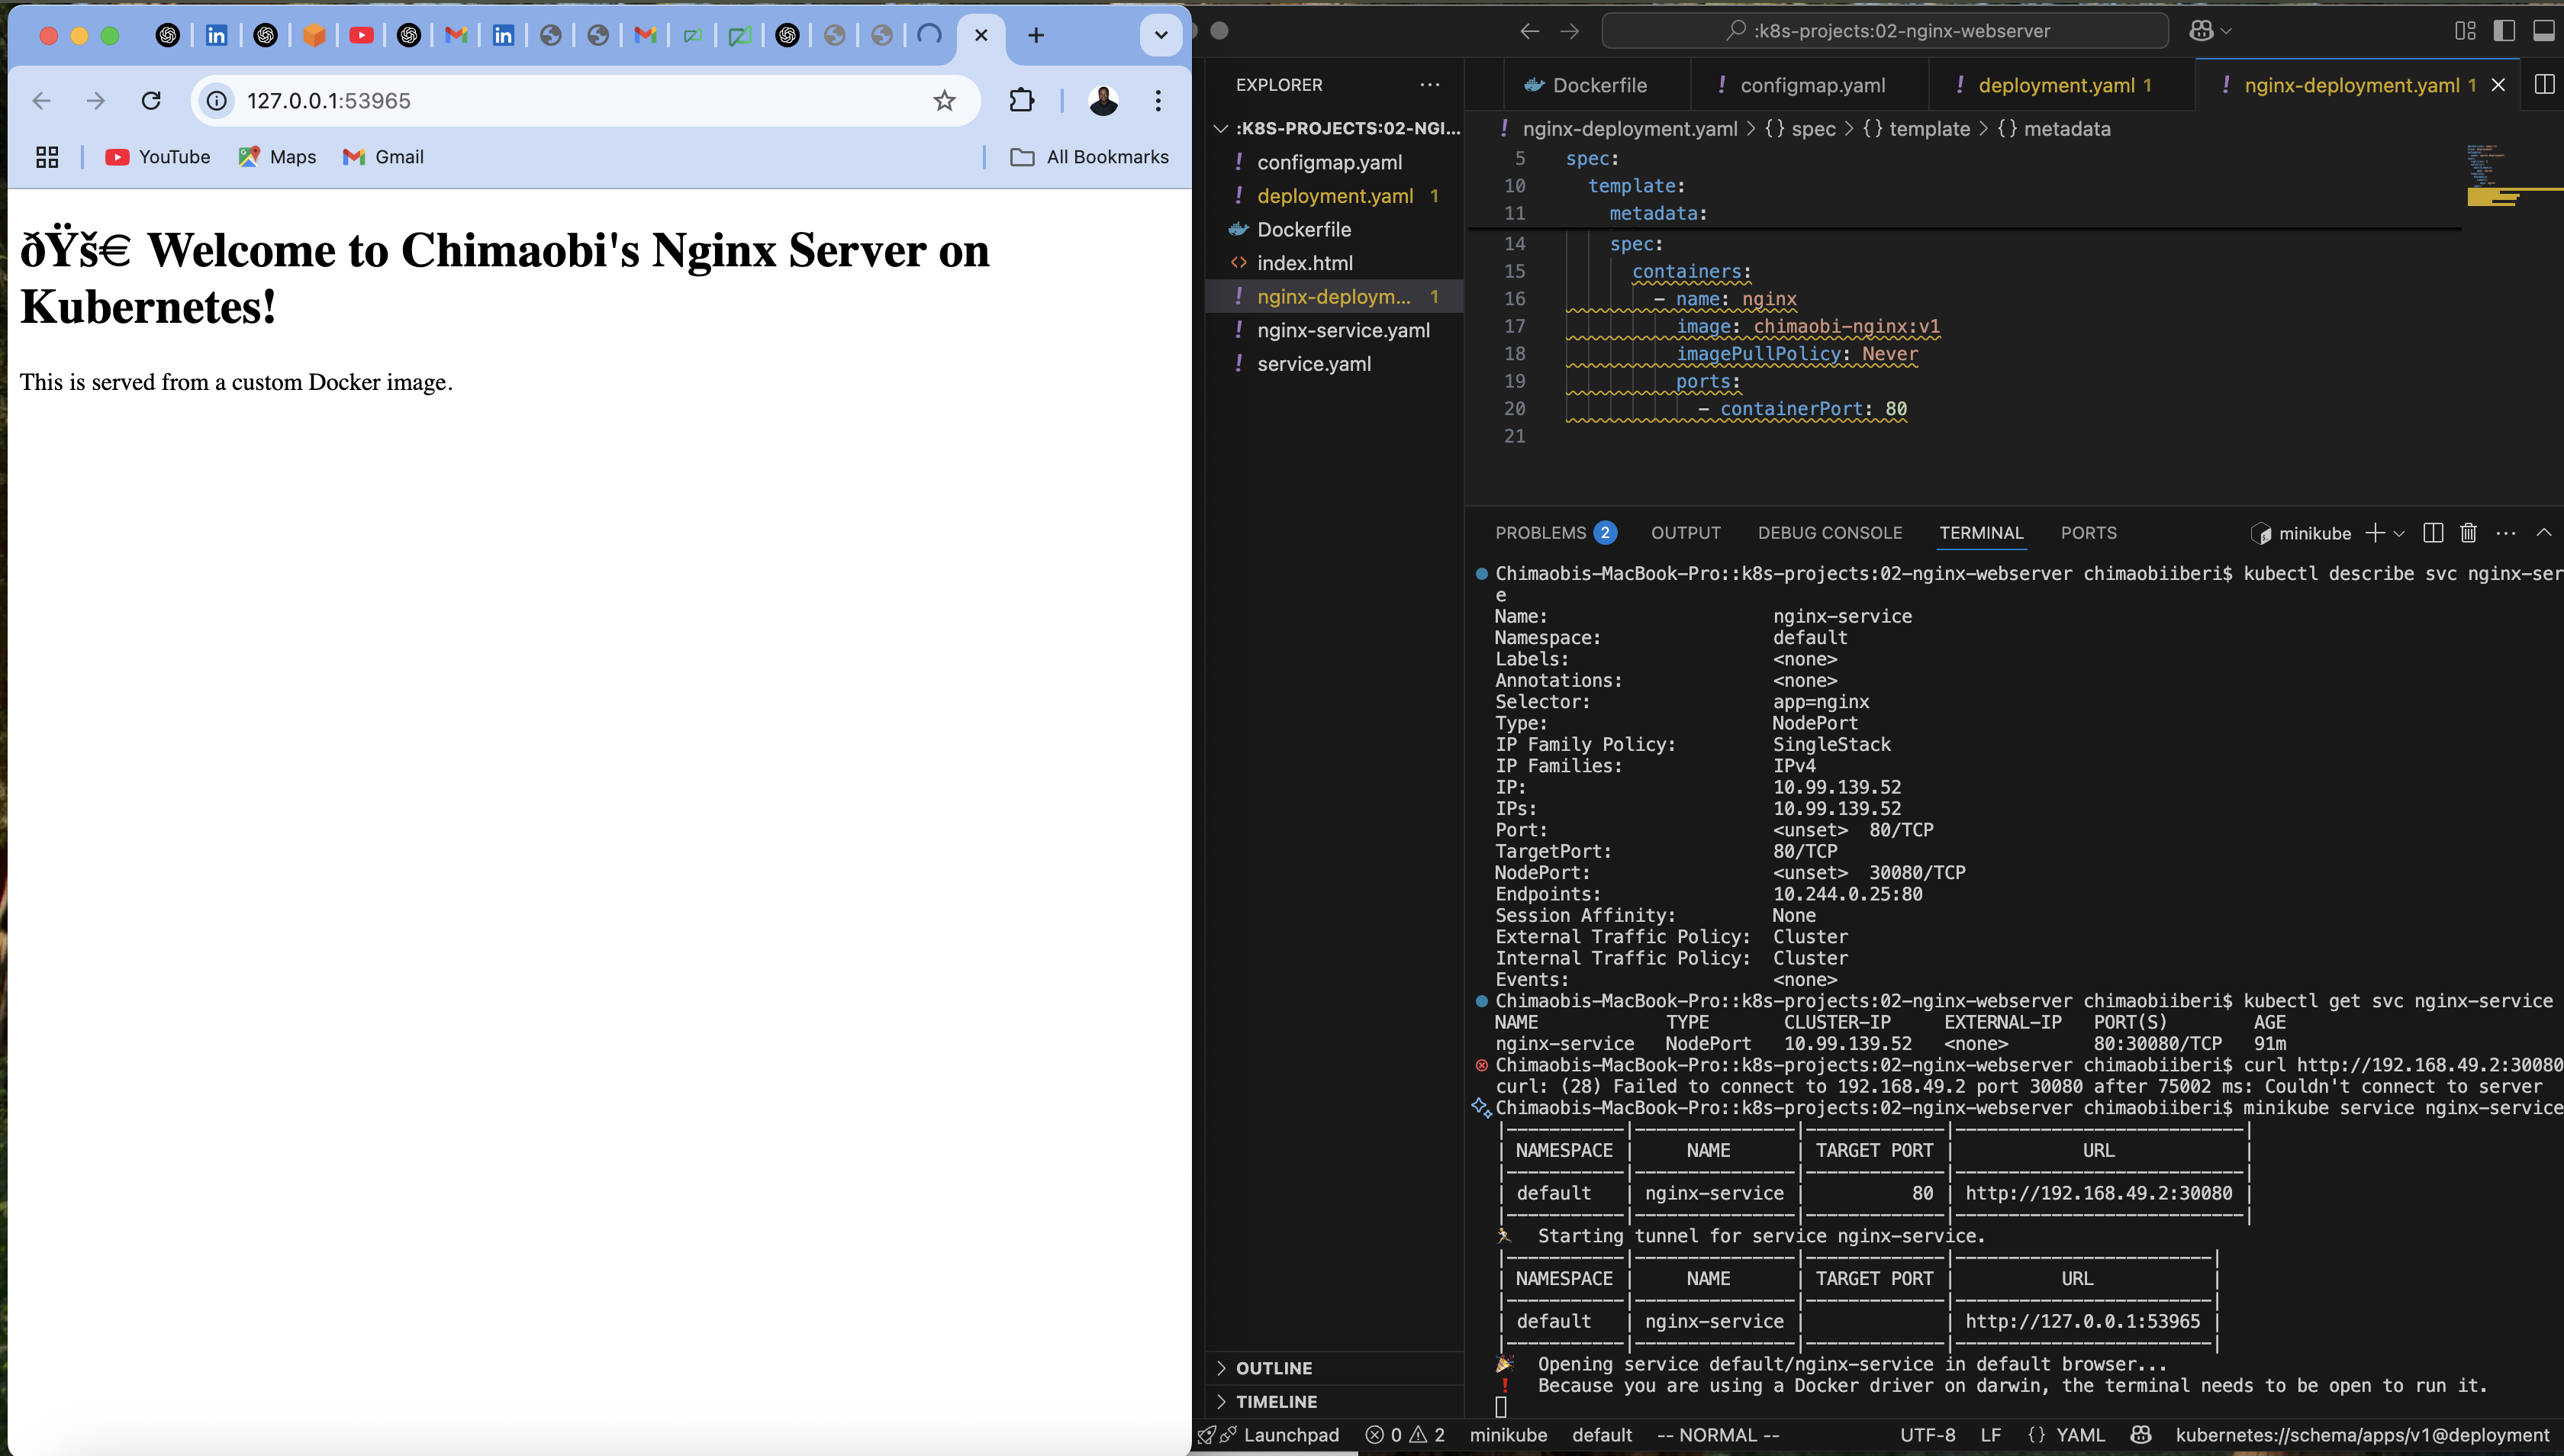 127.0.0.1:53965
YouTube
Maps
Gmail
All Bookmarks
ðŸš€ Welcome to Chimaobi's Nginx Server on
Kubernetes!
This is served from a custom Docker image.
:k8s-projects:02-nginx-webserver
EXPLORER
:K8S-PROJECTS:02-NGI...
configmap.yaml
deployment.yaml 1
Dockerfile
index.html
nginx-deploym... 1
nginx-service.yaml
service.yaml
OUTLINE
TIMELINE
Dockerfile
configmap.yaml
deployment.yaml 1
nginx-deployment.yaml 1
nginx-deployment.yaml > {} spec > {} template > {} metadata
5 spec:
10 template:
11 metadata:
14 spec:
15 containers:
16 - name: nginx
17 image: chimaobi-nginx:v1
18 imagePullPolicy: Never
19 ports:
20 - containerPort: 80
21
PROBLEMS 2 OUTPUT DEBUG CONSOLE TERMINAL PORTS
minikube
Chimaobis-MacBook-Pro::k8s-projects:02-nginx-webserver chimaobiiberi$ kubectl describe svc nginx-ser
e
Name: nginx-service
Namespace: default
Labels: <none>
Annotations: <none>
Selector: app=nginx
Type: NodePort
IP Family Policy: SingleStack
IP Families: IPv4
IP: 10.99.139.52
IPs: 10.99.139.52
Port: <unset> 80/TCP
TargetPort: 80/TCP
NodePort: <unset> 30080/TCP
Endpoints: 10.244.0.25:80
Session Affinity: None
External Traffic Policy: Cluster
Internal Traffic Policy: Cluster
Events: <none>
Chimaobis-MacBook-Pro::k8s-projects:02-nginx-webserver chimaobiiberi$ kubectl get svc nginx-service
NAME TYPE CLUSTER-IP EXTERNAL-IP PORT(S) AGE
nginx-service NodePort 10.99.139.52 <none> 80:30080/TCP 91m
Chimaobis-MacBook-Pro::k8s-projects:02-nginx-webserver chimaobiiberi$ curl http://192.168.49.2:30080
curl: (28) Failed to connect to 192.168.49.2 port 30080 after 75002 ms: Couldn't connect to server
Chimaobis-MacBook-Pro::k8s-projects:02-nginx-webserver chimaobiiberi$ minikube service nginx-service
| NAMESPACE | NAME | TARGET PORT | URL |
| default | nginx-service | 80 | http://192.168.49.2:30080 |
Starting tunnel for service nginx-service.
| NAMESPACE | NAME | TARGET PORT | URL |
| default | nginx-service | | http://127.0.0.1:53965 |
Opening service default/nginx-service in default browser...
Because you are using a Docker driver on darwin, the terminal needs to be open to run it.
Launchpad 0 2 minikube default -- NORMAL -- UTF-8 LF {} YAML kubernetes://schema/apps/v1@deployment